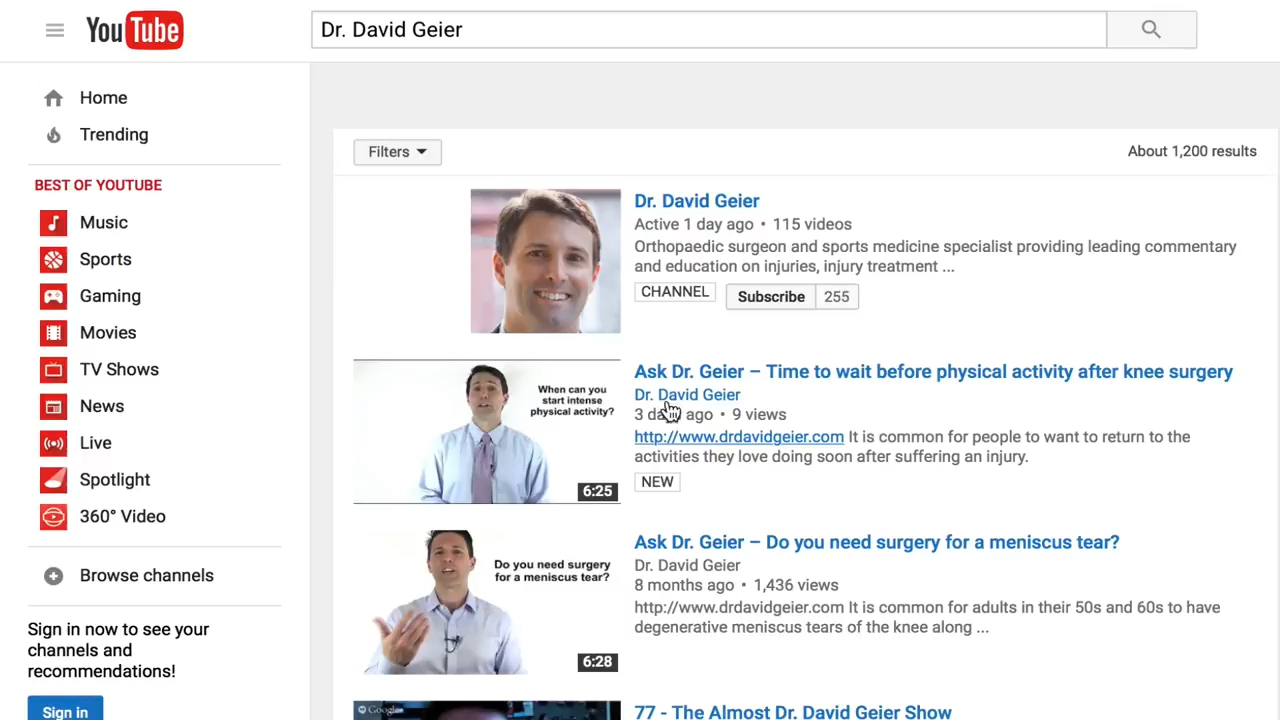 YouTube
Dr. David Geier
Home
Trending
BEST OF YOUTUBE
Music
Sports
Gaming
Movies
TV Shows
News
Live
Spotlight
360° Video
Browse channels
Sign in now to see your
channels and
recommendations!
Sign in
Filters
About 1,200 results
Dr. David Geier
Active 1 day ago • 115 videos
Orthopaedic surgeon and sports medicine specialist providing leading commentary
and education on injuries, injury treatment ...
CHANNEL
Subscribe 255
When can you
start intense
physical activity?
6:25
Ask Dr. Geier – Time to wait before physical activity after knee surgery
Dr. David Geier
3 days ago • 9 views
http://www.drdavidgeier.com It is common for people to want to return to the
activities they love doing soon after suffering an injury.
NEW
Do you need surgery
for a meniscus tear?
6:28
Ask Dr. Geier – Do you need surgery for a meniscus tear?
Dr. David Geier
8 months ago • 1,436 views
http://www.drdavidgeier.com It is common for adults in their 50s and 60s to have
degenerative meniscus tears of the knee along ...
Google
77 - The Almost Dr. David Geier Show